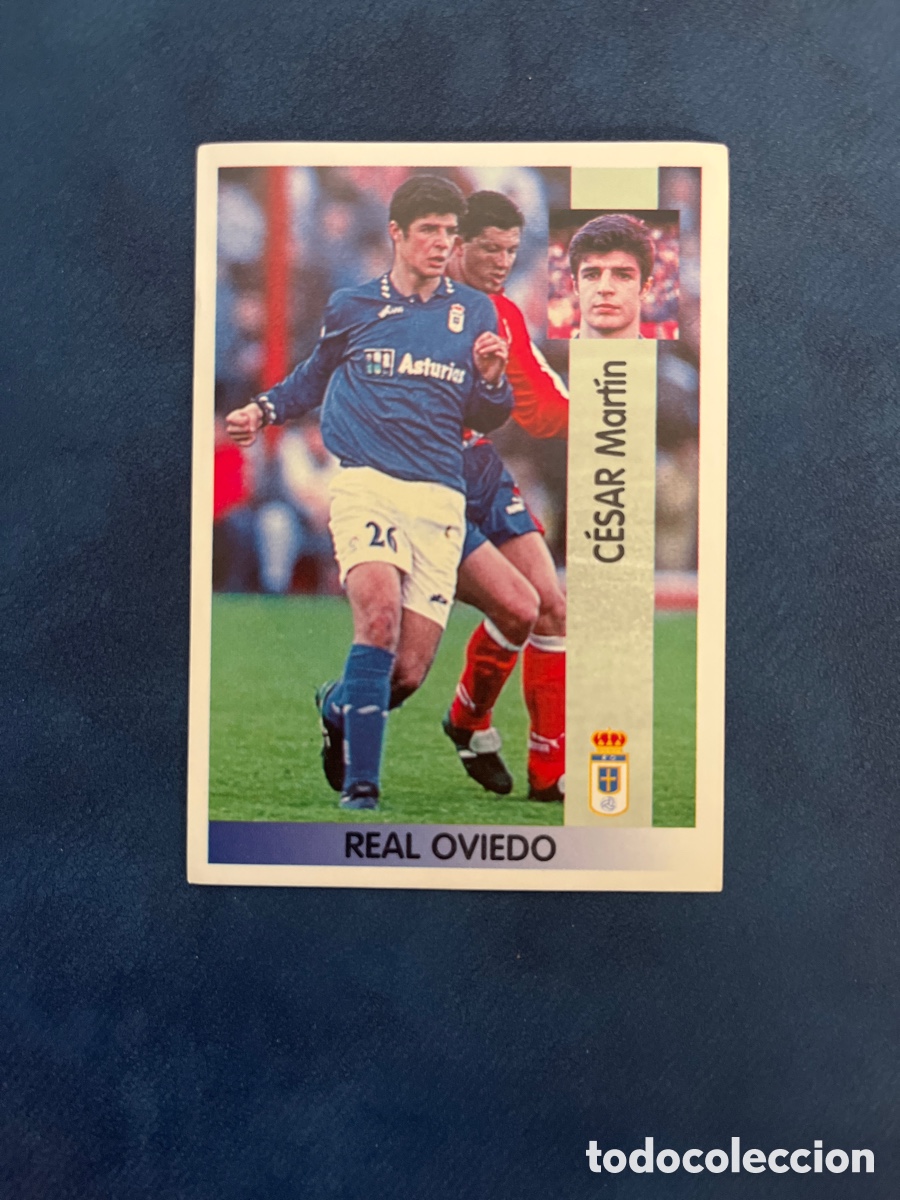 Asturias
26
CÉSAR Martín
REAL OVIEDO
todocoleccion